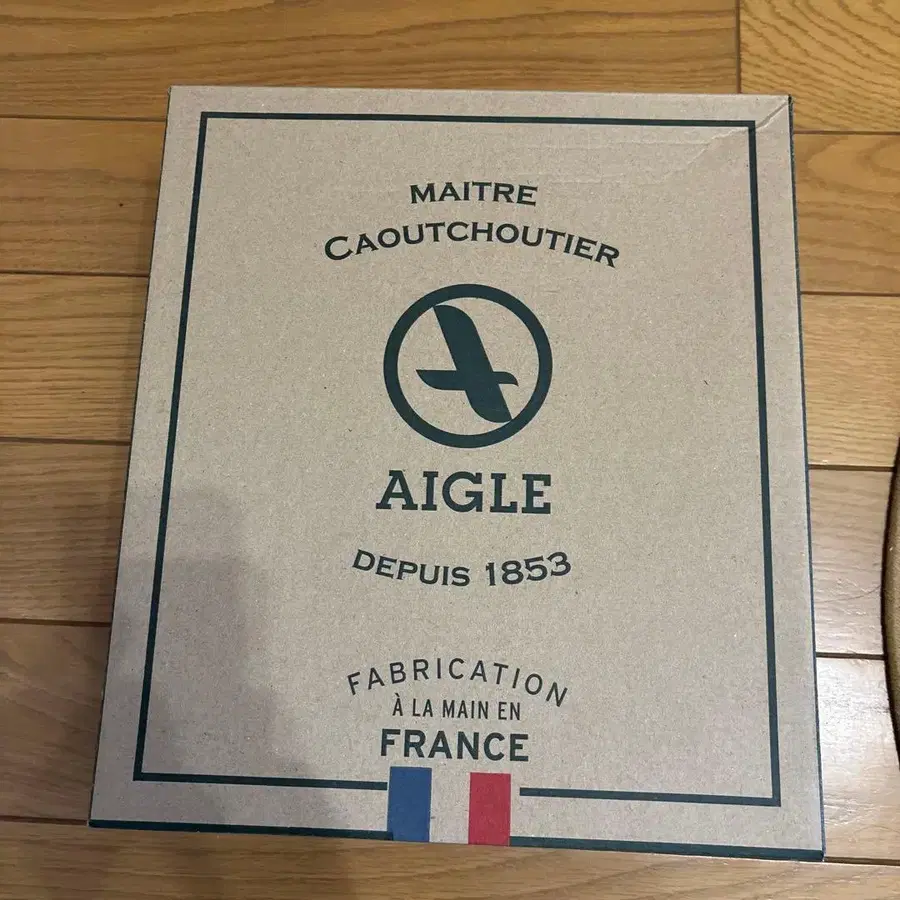 MAITRE
CAOUTCHOUTIER
AIGLE
DEPUIS 1853
FABRICATION
À LA MAIN EN
FRANCE